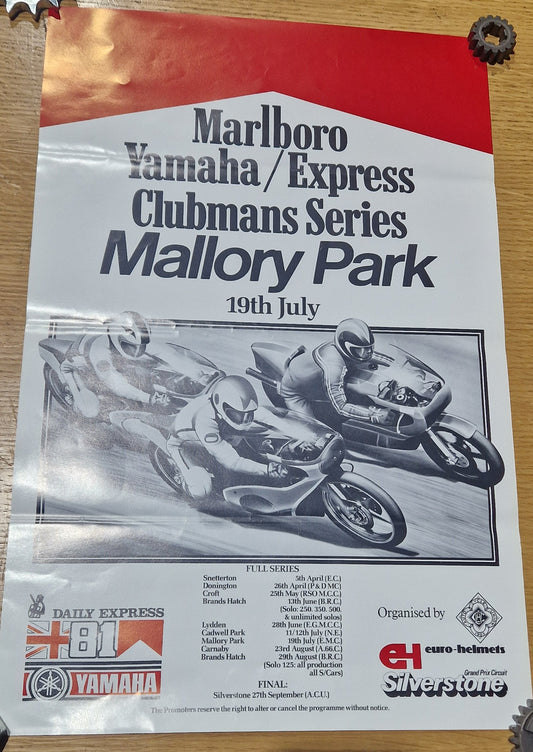 Marlboro
Yamaha/Express
Clubmans Series
Mallory Park
19th July
FULL SERIES
Snetterton 5th April (E.C.)
Donington 26th April (P & D MC)
Croft 25th May (RSO M.C.C.)
Brands Hatch 13th June (B.R.C.)
(Solo: 250. 350. 500.
& unlimited solos)
Lydden 28th June (E.G.M.C.C.)
Cadwell Park 11/12th July (N.E.)
Mallory Park 19th July (E.M.C.)
Carnaby 23rd August (A.66.C.)
Brands Hatch 29th August (B.R.C.)
(Solo 125: all production
all S/Cars)
FINAL:
Silverstone 27th September (A.C.U.)
The Promoters reserve the right to alter or cancel the programme without notice.
DAILY EXPRESS
81
YAMAHA
Organised by
EH euro-helmets
Grand Prix Circuit
Silverstone